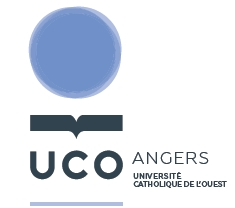 UCO ANGERS
UNIVERSITÉ
CATHOLIQUE DE L'OUEST